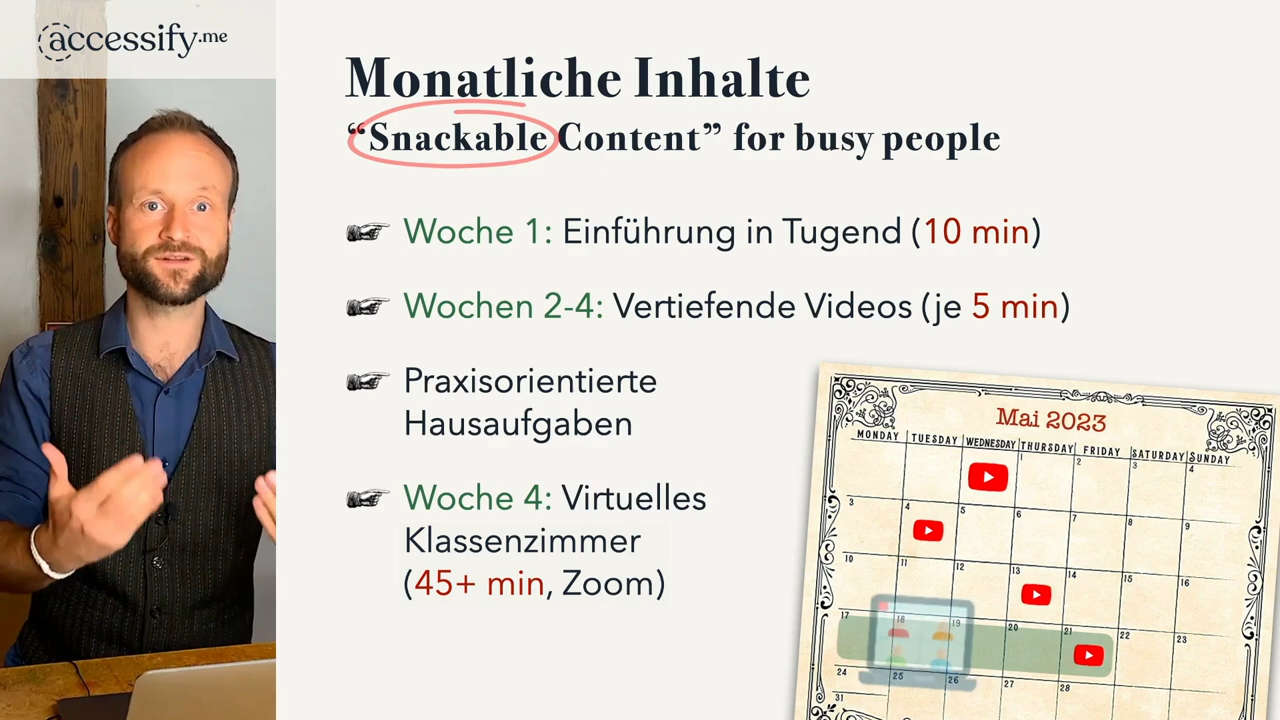 accessify.me
Monatliche Inhalte
“Snackable Content” for busy people
Woche 1: Einführung in Tugend (10 min)
Wochen 2-4: Vertiefende Videos (je 5 min)
Praxisorientierte
Hausaufgaben
Woche 4: Virtuelles
Klassenzimmer
(45+ min, Zoom)
Mai 2023
MONDAY TUESDAY WEDNESDAY THURSDAY FRIDAY SATURDAY SUNDAY
1 2 3 4
3 4 5 6 7 8 9
10 11 12 13 14 15 16
17 18 19 20 21 22 23
24 25 26 27 28
31